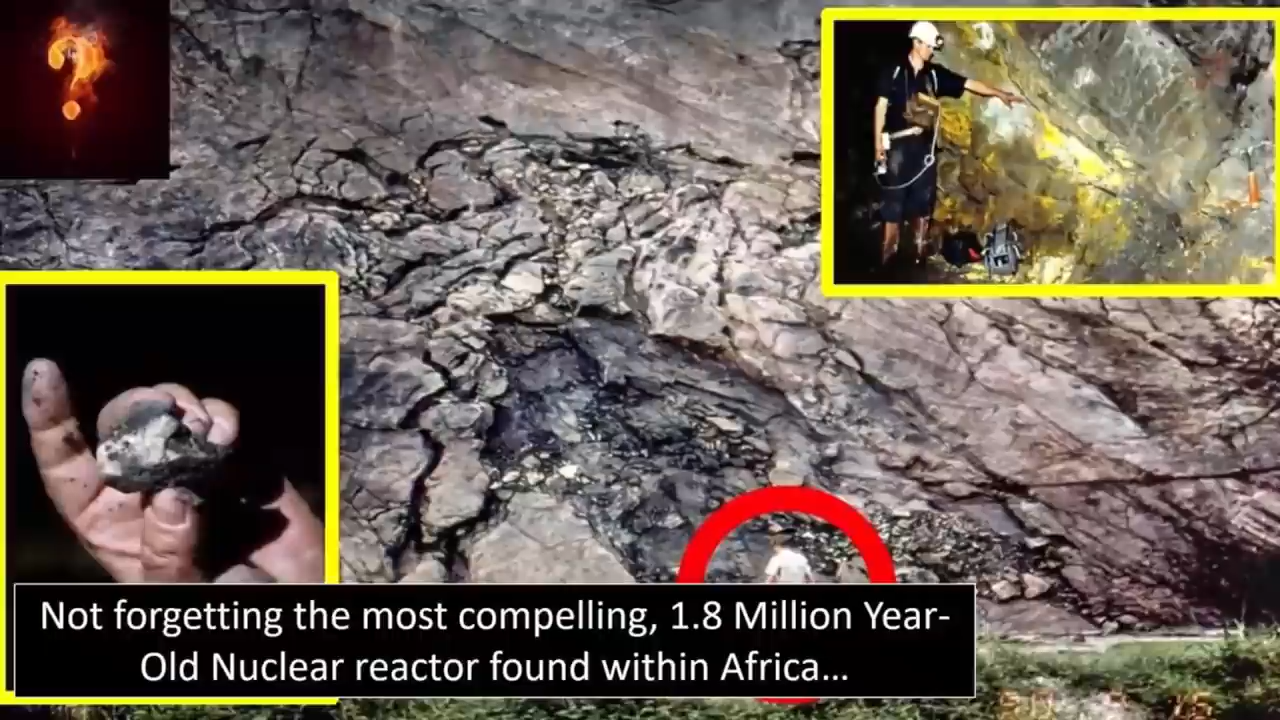 Not forgetting the most compelling, 1.8 Million Year-
Old Nuclear reactor found within Africa...